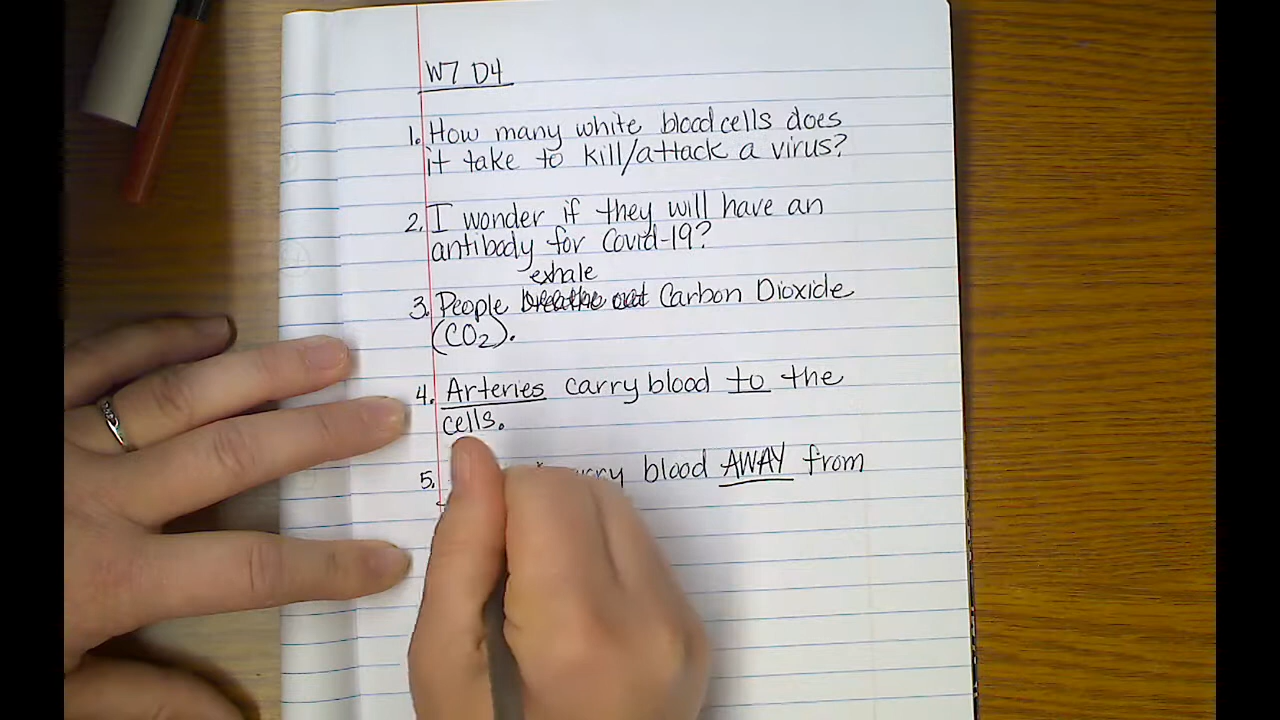 W7 D4
1. How many white blood cells does
it take to kill/attack a virus?
2. I wonder if they will have an
antibody for Covid-19?
exhale
3. People breathe out Carbon Dioxide
(CO2).
4. Arteries carry blood to the
cells.
5. blood AWAY from